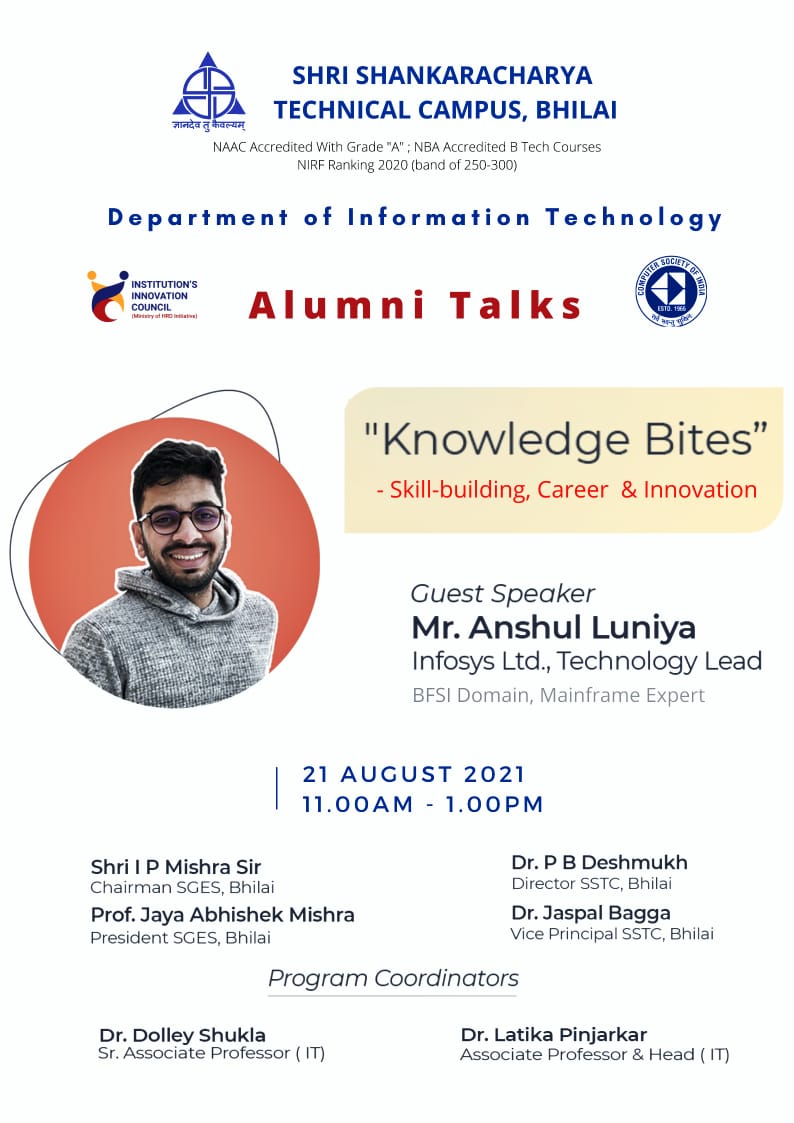 SHRI SHANKARACHARYA
TECHNICAL CAMPUS, BHILAI
ज्ञानदेव तु कैवल्यम्
NAAC Accredited With Grade "A" ; NBA Accredited B Tech Courses
NIRF Ranking 2020 (band of 250-300)
Department of Information Technology
INSTITUTION'S
INNOVATION
COUNCIL
(Ministry of HRD Initiative)
Alumni Talks
COMPUTER SOCIETY OF INDIA
ESTD. 1965
"Knowledge Bites”
- Skill-building, Career & Innovation
Guest Speaker
Mr. Anshul Luniya
Infosys Ltd., Technology Lead
BFSI Domain, Mainframe Expert
21 AUGUST 2021
11.00AM - 1.00PM
Shri I P Mishra Sir
Chairman SGES, Bhilai
Prof. Jaya Abhishek Mishra
President SGES, Bhilai
Dr. P B Deshmukh
Director SSTC, Bhilai
Dr. Jaspal Bagga
Vice Principal SSTC, Bhilai
Program Coordinators
Dr. Dolley Shukla
Sr. Associate Professor ( IT)
Dr. Latika Pinjarkar
Associate Professor & Head ( IT)